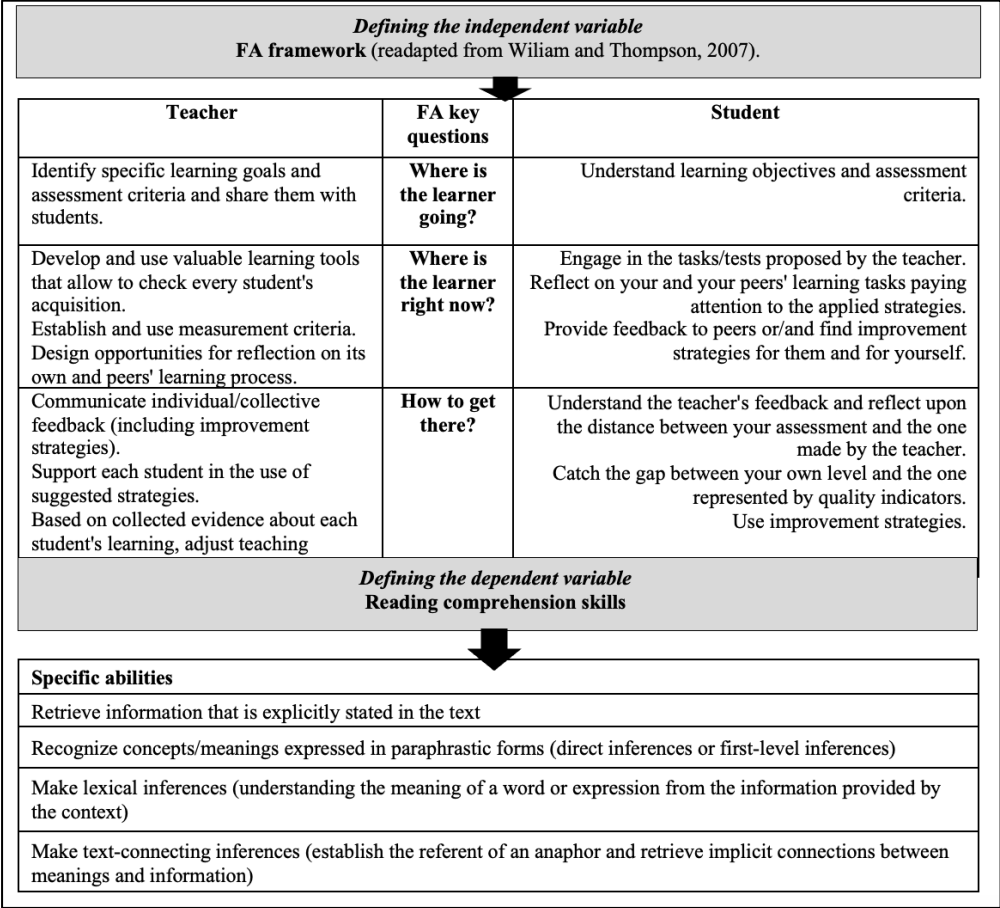 Defining the independent variable
FA framework (readapted from Wiliam and Thompson, 2007).
Teacher
FA key
questions
Student
Identify specific learning goals and
assessment criteria and share them with
students.
Where is
the learner
going?
Understand learning objectives and assessment
criteria.
Develop and use valuable learning tools
that allow to check every student's
acquisition.
Establish and use measurement criteria.
Design opportunities for reflection on its
own and peers' learning process.
Where is
the learner
right now?
Engage in the tasks/tests proposed by the teacher.
Reflect on your and your peers' learning tasks paying
attention to the applied strategies.
Provide feedback to peers or/and find improvement
strategies for them and for yourself.
Communicate individual/collective
feedback (including improvement
strategies).
Support each student in the use of
suggested strategies.
Based on collected evidence about each
student's learning, adjust teaching
How to get
there?
Understand the teacher's feedback and reflect upon
the distance between your assessment and the one
made by the teacher.
Catch the gap between your own level and the one
represented by quality indicators.
Use improvement strategies.
Defining the dependent variable
Reading comprehension skills
Specific abilities
Retrieve information that is explicitly stated in the text
Recognize concepts/meanings expressed in paraphrastic forms (direct inferences or first-level inferences)
Make lexical inferences (understanding the meaning of a word or expression from the information provided by
the context)
Make text-connecting inferences (establish the referent of an anaphor and retrieve implicit connections between
meanings and information)